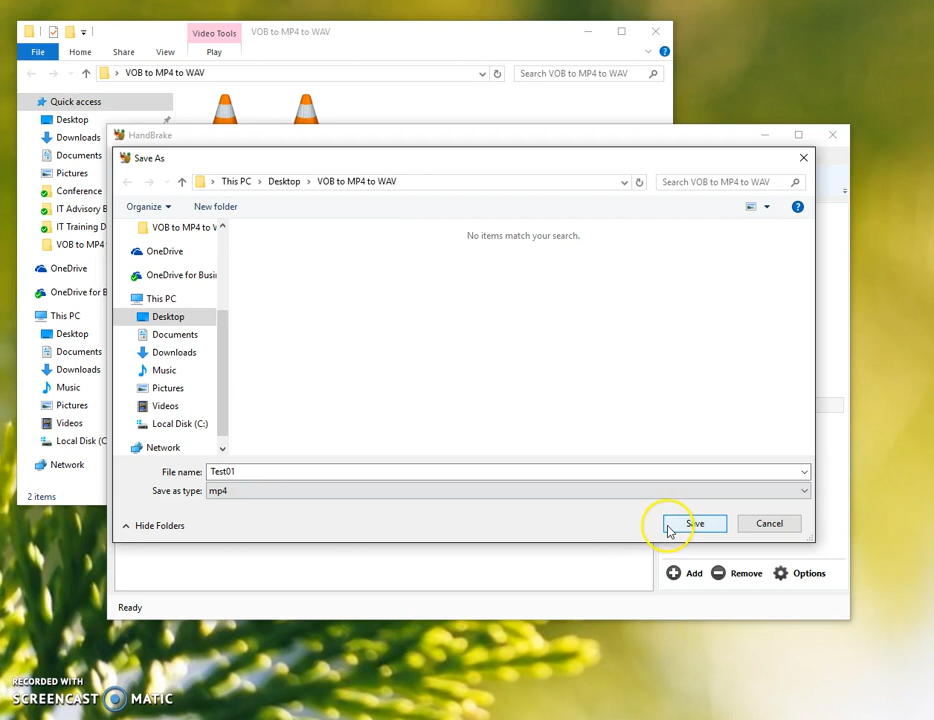 Video Tools
VOB to MP4 to WAV
File
Home
Share
View
Play
VOB to MP4 to WAV
Search VOB to MP4 to WAV
Quick access
Desktop
Downloads
Documents
Pictures
Conference
IT Advisory B
IT Training D
VOB to MP4
OneDrive
OneDrive for B
This PC
Desktop
Documents
Downloads
Music
Pictures
Videos
Local Disk (C
Network
2 items
HandBrake
Save As
This PC > Desktop > VOB to MP4 to WAV
Search VOB to MP4 to WAV
Organize
New folder
VOB to MP4 to W
OneDrive
OneDrive for Busi
This PC
Desktop
Documents
Downloads
Music
Pictures
Videos
Local Disk (C:)
Network
No items match your search.
File name: Test01
Save as type: mp4
Hide Folders
Save
Cancel
Add
Remove
Options
Ready
RECORDED WITH
SCREENCAST MATIC